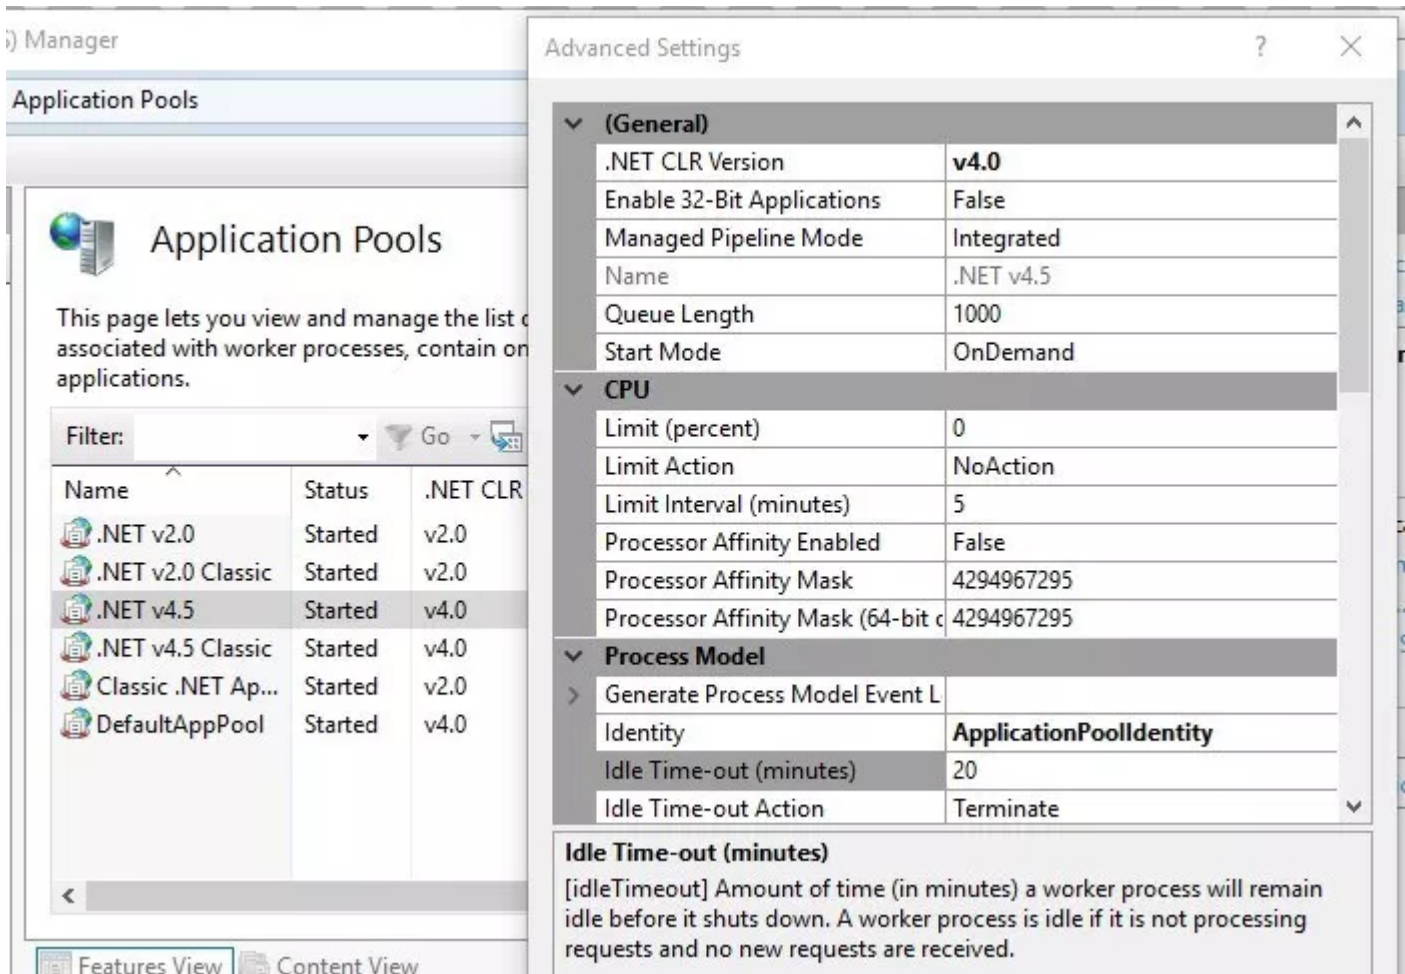 ) Manager
Application Pools
Application Pools
This page lets you view and manage the list
associated with worker processes, contain on
applications.
Filter:
Go
Name Status .NET CLR
.NET v2.0 Started v2.0
.NET v2.0 Classic Started v2.0
.NET v4.5 Started v4.0
.NET v4.5 Classic Started v4.0
Classic .NET Ap... Started v2.0
DefaultAppPool Started v4.0
Features View Content View
Advanced Settings ?
(General)
.NET CLR Version v4.0
Enable 32-Bit Applications False
Managed Pipeline Mode Integrated
Name .NET v4.5
Queue Length 1000
Start Mode OnDemand
CPU
Limit (percent) 0
Limit Action NoAction
Limit Interval (minutes) 5
Processor Affinity Enabled False
Processor Affinity Mask 4294967295
Processor Affinity Mask (64-bit 4294967295
Process Model
Generate Process Model Event L
Identity ApplicationPoolIdentity
Idle Time-out (minutes) 20
Idle Time-out Action Terminate
Idle Time-out (minutes)
[idleTimeout] Amount of time (in minutes) a worker process will remain
idle before it shuts down. A worker process is idle if it is not processing
requests and no new requests are received.